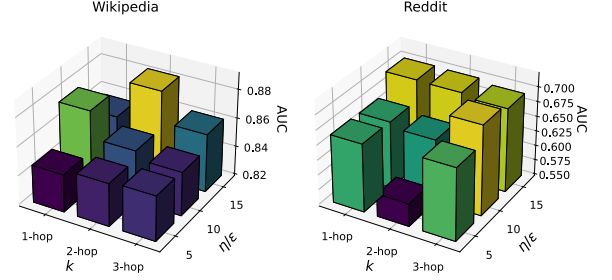 Wikipedia
0.88
0.86
0.84
0.82
AUC
15
10
5
η/ε
1-hop
2-hop
3-hop
k
Reddit
0.700
0.675
0.650
0.625
0.600
0.575
0.550
AUC
15
10
5
η/ε
1-hop
2-hop
3-hop
k